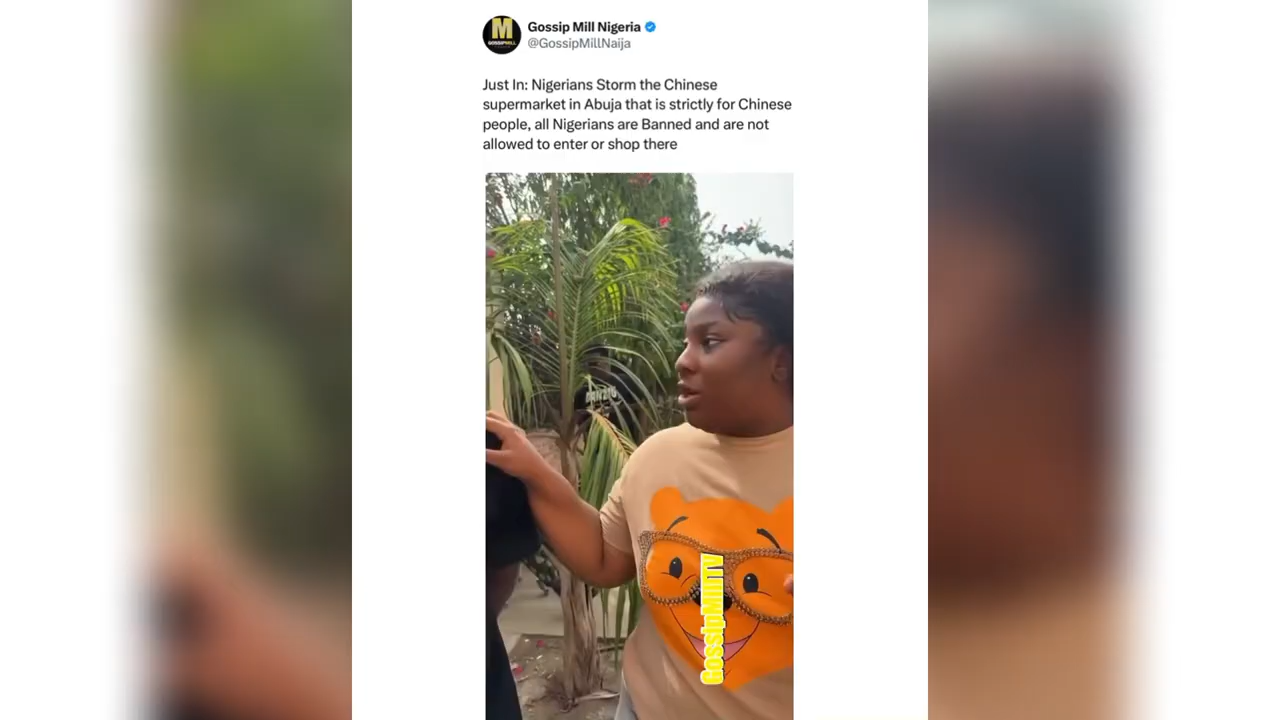 Gossip Mill Nigeria
@GossipMillNaija
Just In: Nigerians Storm the Chinese
supermarket in Abuja that is strictly for Chinese
people, all Nigerians are Banned and are not
allowed to enter or shop there
GossipMillTV